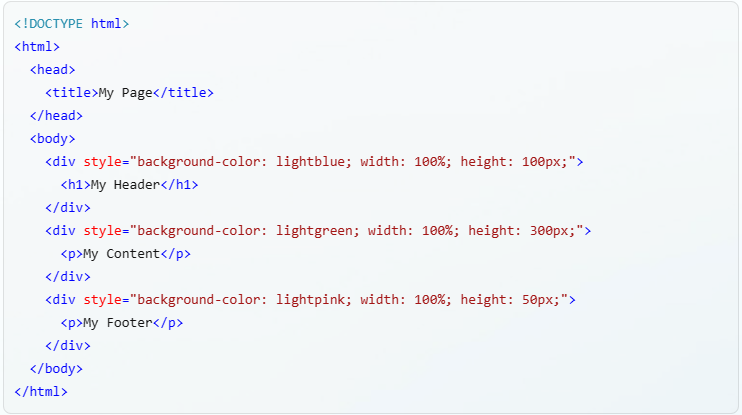 <!DOCTYPE html>
<html>
  <head>
    <title>My Page</title>
  </head>
  <body>
    <div style="background-color: lightblue; width: 100%; height: 100px;">
      <h1>My Header</h1>
    </div>
    <div style="background-color: lightgreen; width: 100%; height: 300px;">
      <p>My Content</p>
    </div>
    <div style="background-color: lightpink; width: 100%; height: 50px;">
      <p>My Footer</p>
    </div>
  </body>
</html>